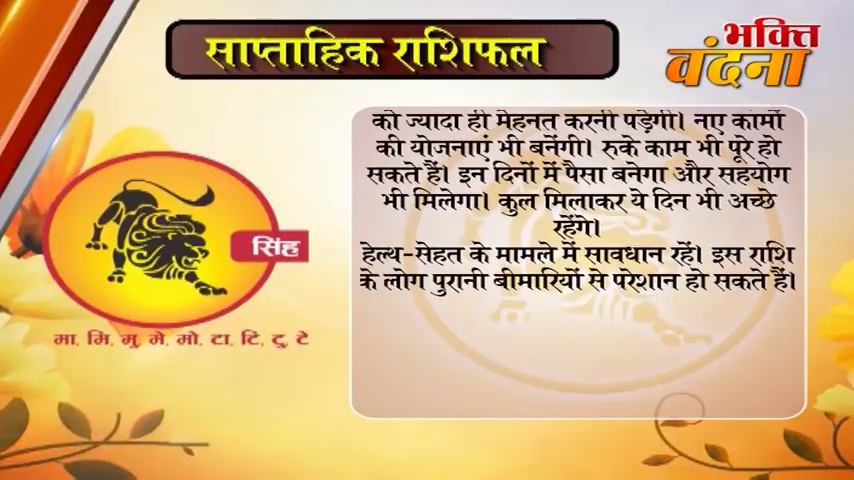 साप्ताहिक राशिफल
भक्ति
वंदना
को ज्यादा ही मेहनत करनी पड़ेगी। नए कामों
की योजनाएं भी बनेंगी। रुके काम भी पूरे हो
सकते हैं। इन दिनों में पैसा बनेगा और सहयोग
भी मिलेगा। कुल मिलाकर ये दिन भी अच्छे
रहेंगे।
हेल्थ-सेहत के मामले में सावधान रहें। इस राशि
के लोग पुरानी बीमारियों से परेशान हो सकते हैं।
सिंह
मा, मि, मु, मे, मो, टा, टि, टु, टे